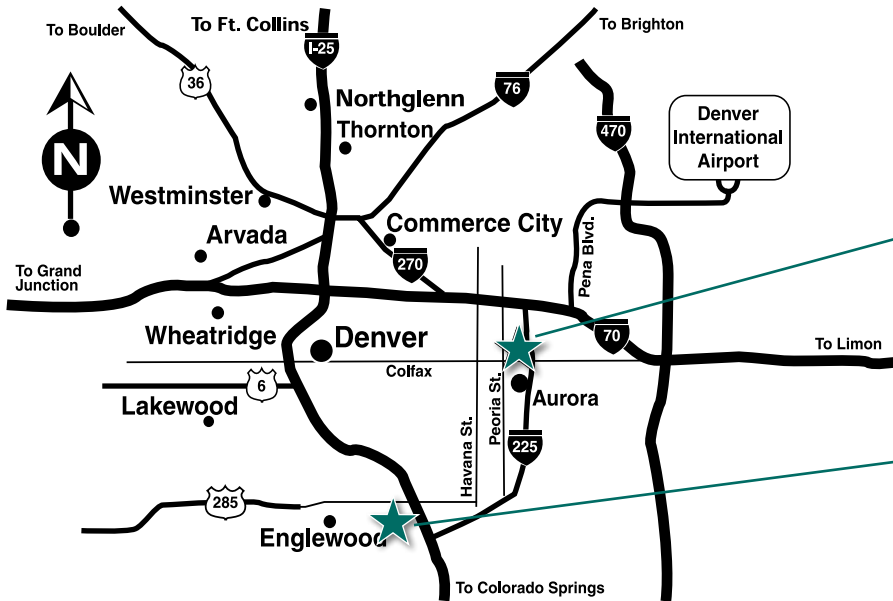 To Boulder
To Ft. Collins
To Brighton
I-25
36
76
Northglenn
Thornton
470
Denver
International
Airport
N
Westminster
Commerce City
Arvada
Pena Blvd.
To Grand
Junction
270
Wheatridge
Denver
70
To Limon
Colfax
6
Lakewood
Havana St.
Peoria St.
Aurora
225
285
Englewood
To Colorado Springs